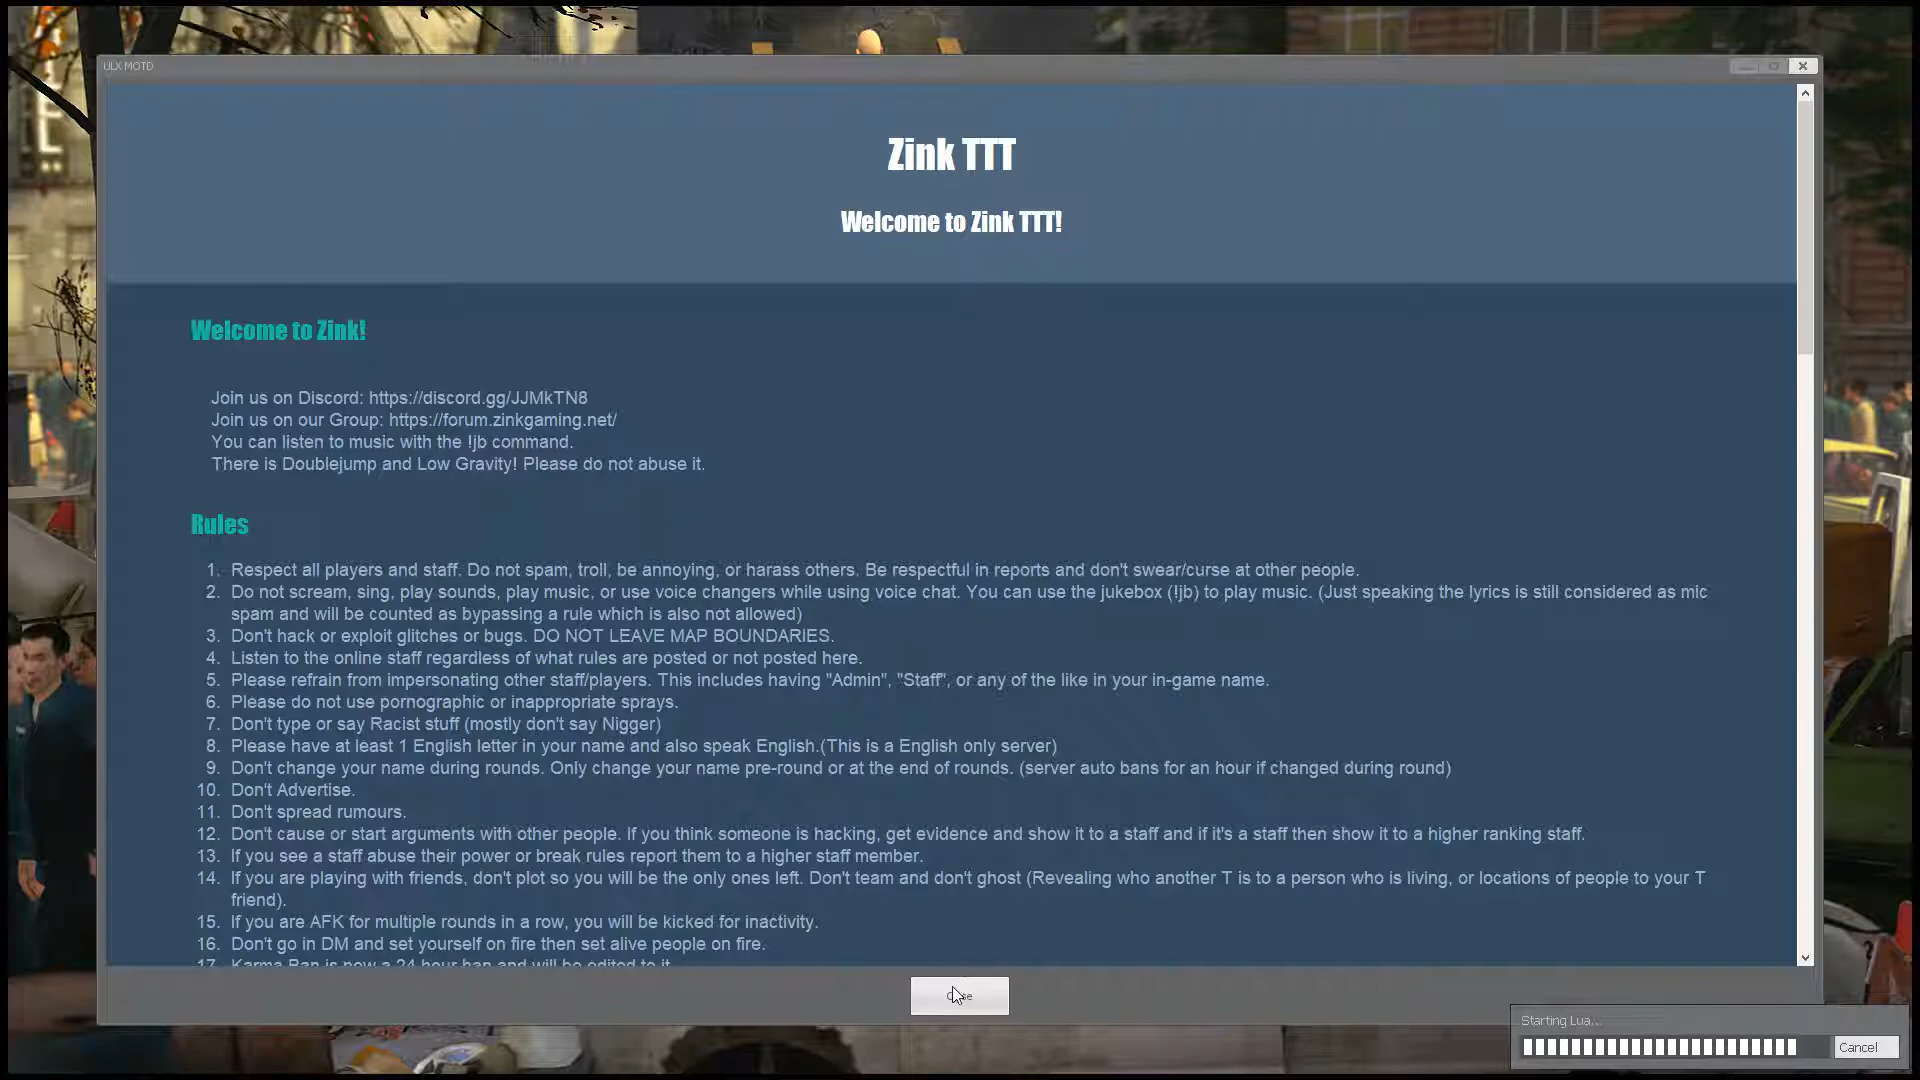 ULX MOTD
Zink TTT
Welcome to Zink TTT!
Welcome to Zink!
Join us on Discord: https://discord.gg/JJMkTN8
Join us on our Group: https://forum.zinkgaming.net/
You can listen to music with the !jb command.
There is Doublejump and Low Gravity! Please do not abuse it.
Rules
1. Respect all players and staff. Do not spam, troll, be annoying, or harass others. Be respectful in reports and don't swear/curse at other people.
2. Do not scream, sing, play sounds, play music, or use voice changers while using voice chat. You can use the jukebox (!jb) to play music. (Just speaking the lyrics is still considered as mic
spam and will be counted as bypassing a rule which is also not allowed)
3. Don't hack or exploit glitches or bugs. DO NOT LEAVE MAP BOUNDARIES.
4. Listen to the online staff regardless of what rules are posted or not posted here.
5. Please refrain from impersonating other staff/players. This includes having "Admin", "Staff", or any of the like in your in-game name.
6. Please do not use pornographic or inappropriate sprays.
7. Don't type or say Racist stuff (mostly don't say Nigger)
8. Please have at least 1 English letter in your name and also speak English.(This is a English only server)
9. Don't change your name during rounds. Only change your name pre-round or at the end of rounds. (server auto bans for an hour if changed during round)
10. Don't Advertise.
11. Don't spread rumours.
12. Don't cause or start arguments with other people. If you think someone is hacking, get evidence and show it to a staff and if it's a staff then show it to a higher ranking staff.
13. If you see a staff abuse their power or break rules report them to a higher staff member.
14. If you are playing with friends, don't plot so you will be the only ones left. Don't team and don't ghost (Revealing who another T is to a person who is living, or locations of people to your T
friend).
15. If you are AFK for multiple rounds in a row, you will be kicked for inactivity.
16. Don't go in DM and set yourself on fire then set alive people on fire.
17. Karma Ban is now a 24 hour ban and will be edited to it.
Close
Starting Lua...
Cancel